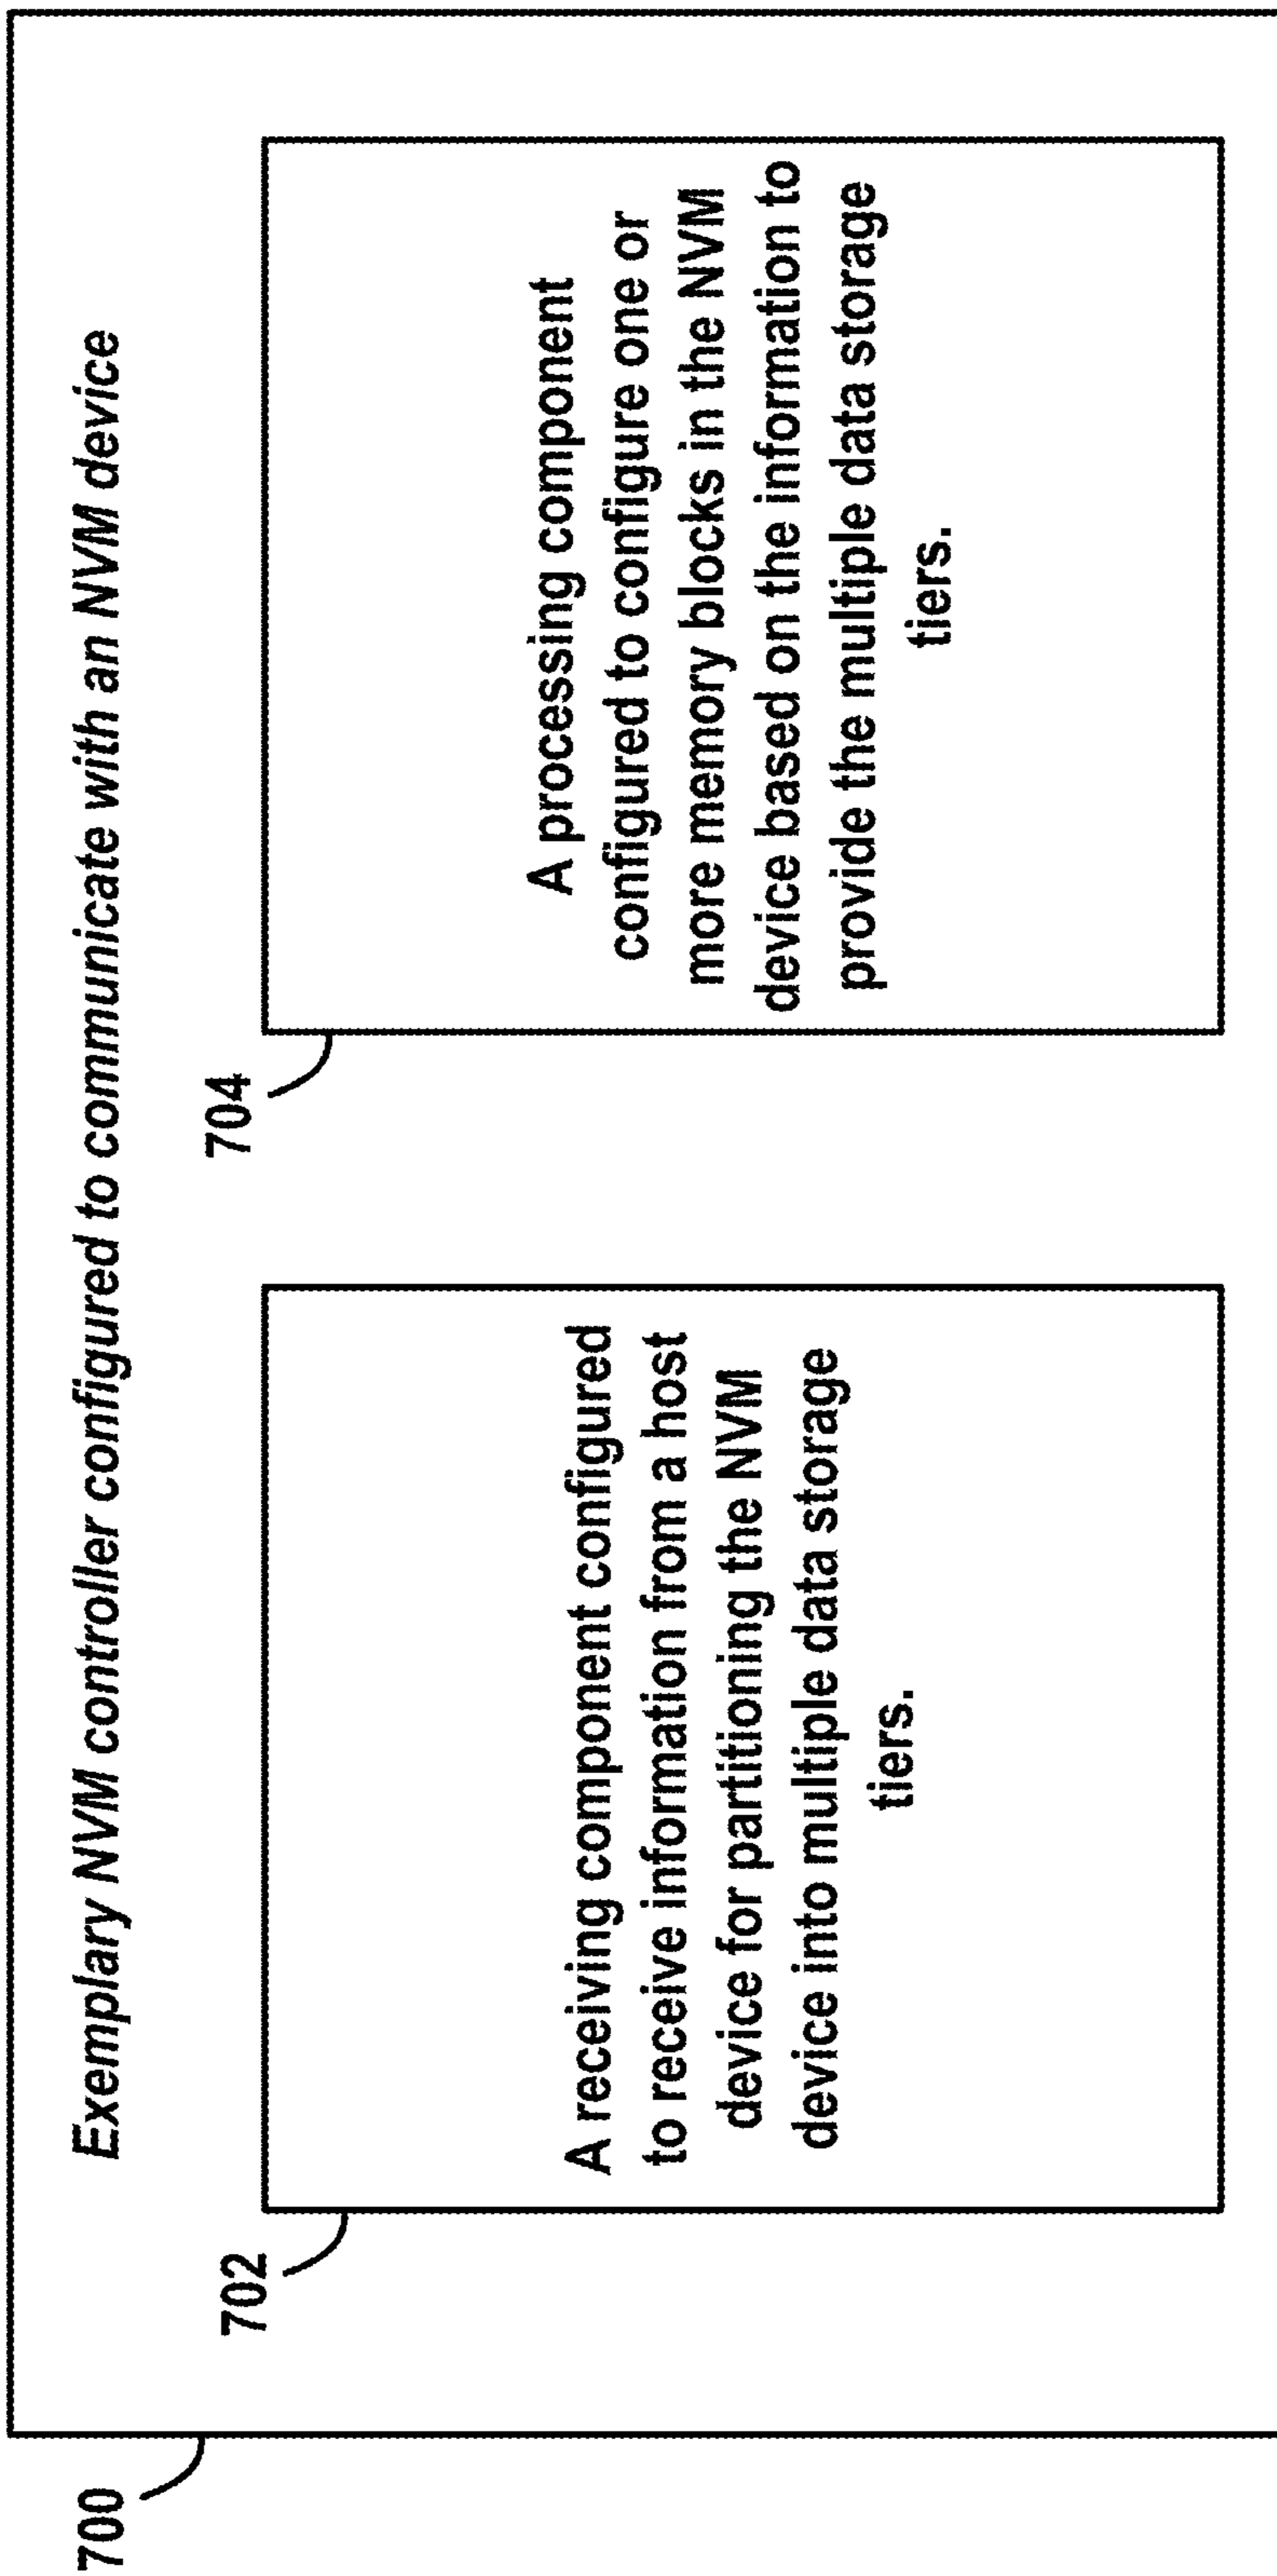 700
Exemplary NVM controller configured to communicate with an NVM device
702
A receiving component configured
to receive information from a host
device for partitioning the NVM
device into multiple data storage
tiers.
704
A processing component
configured to configure one or
more memory blocks in the NVM
device based on the information to
provide the multiple data storage
tiers.